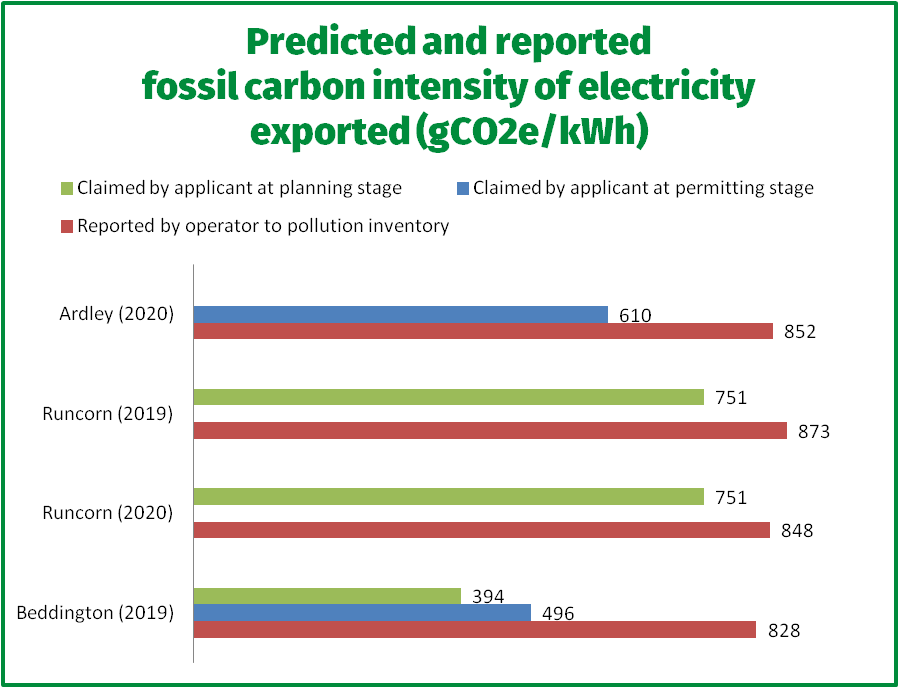 Predicted and reported
fossil carbon intensity of electricity
exported (gCO2e/kWh)
Claimed by applicant at planning stage
Claimed by applicant at permitting stage
Reported by operator to pollution inventory
Ardley (2020)
610
852
Runcorn (2019)
751
873
Runcorn (2020)
751
848
Beddington (2019)
394
496
828